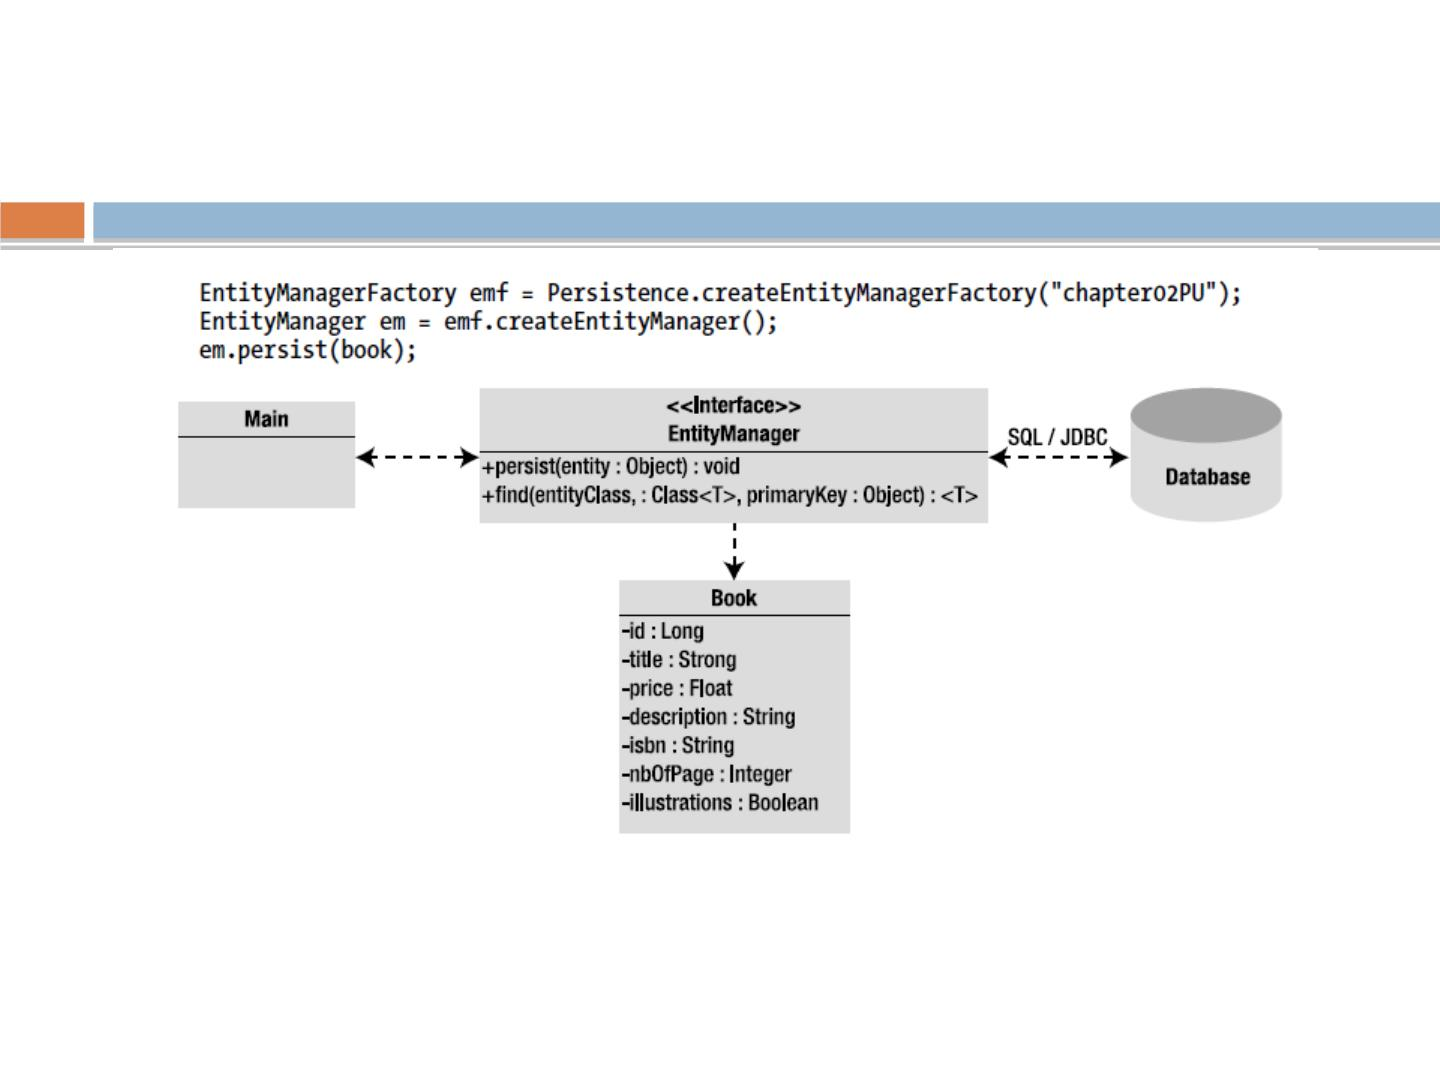 EntityManagerFactory emf = Persistence.createEntityManagerFactory("chapter02PU");
EntityManager em = emf.createEntityManager();
em.persist(book);
Main
<<Interface>>
EntityManager
+persist(entity : Object) : void
+find(entityClass, : Class<T>, primaryKey : Object) : <T>
SQL / JDBC
Database
Book
-id : Long
-title : Strong
-price : Float
-description : String
-isbn : String
-nbOfPage : Integer
-illustrations : Boolean